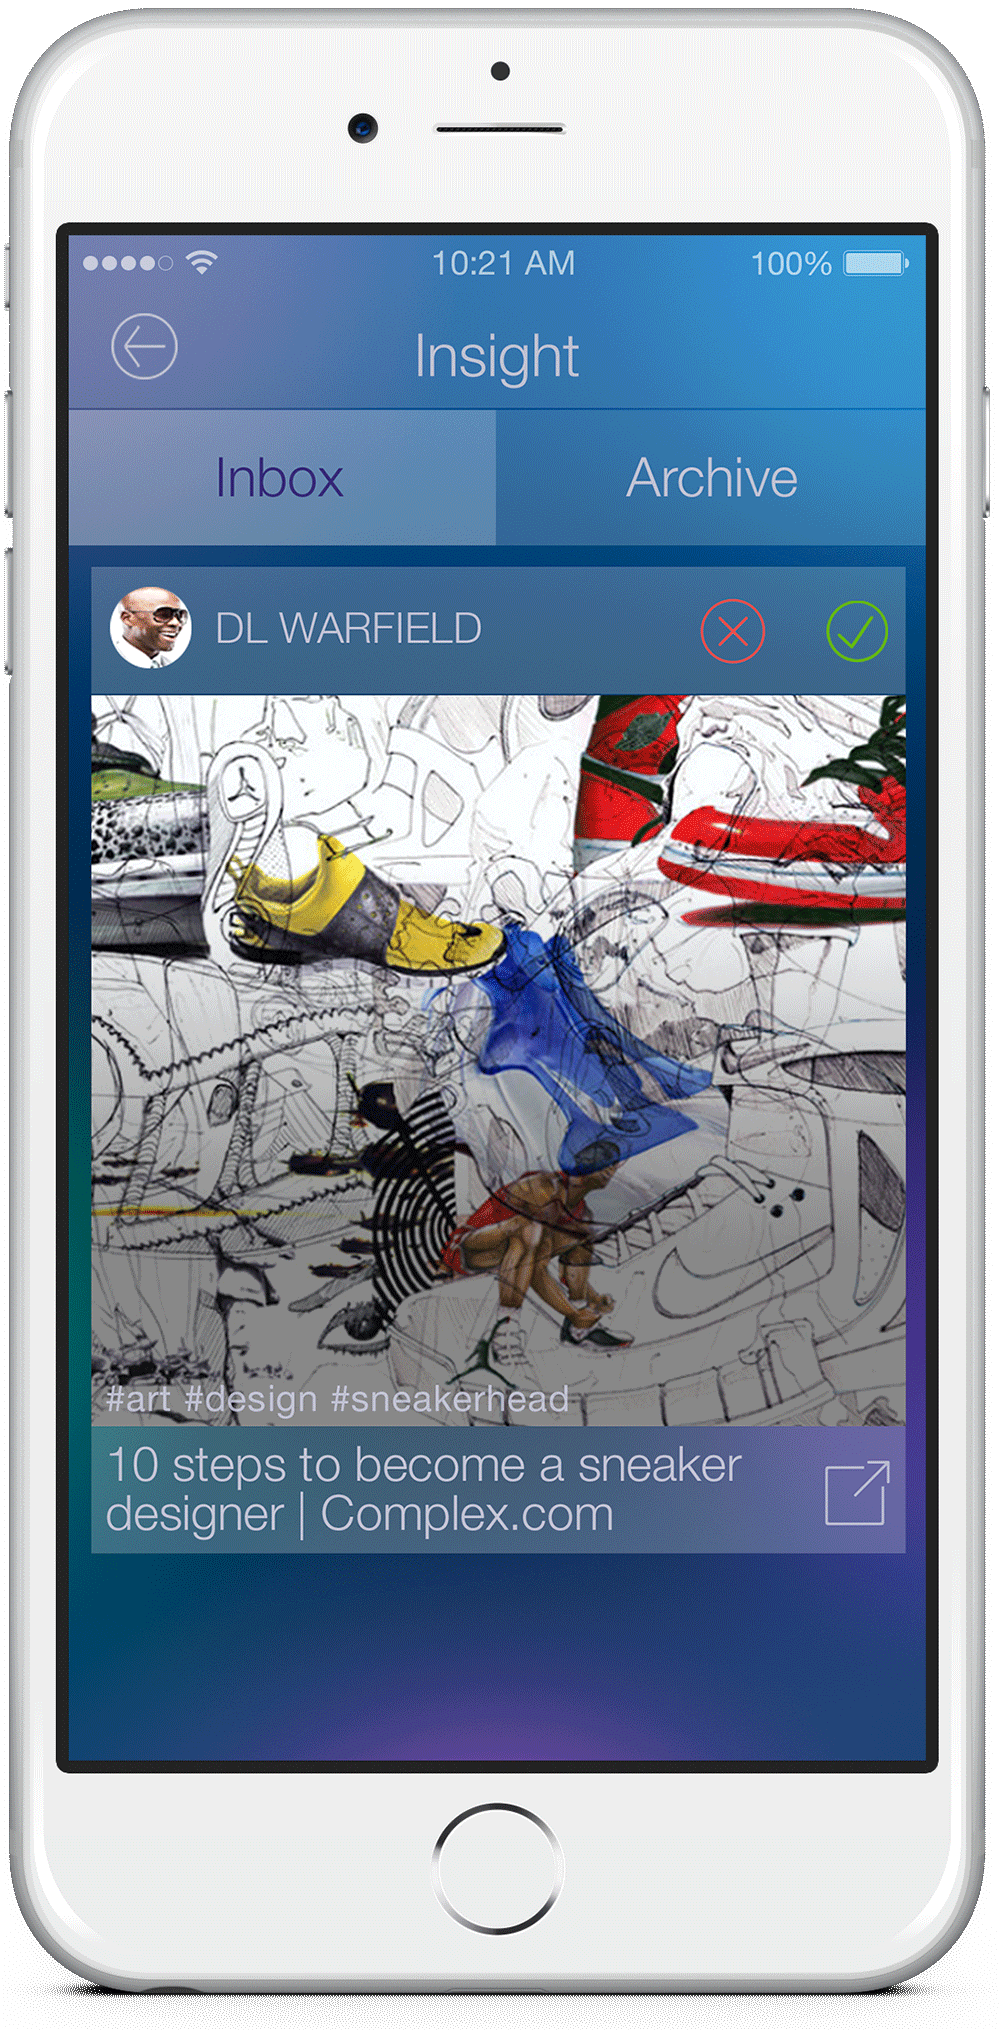 10:21 AM
100%
Insight
Inbox
Archive
DL WARFIELD
#art #design #sneakerhead
10 steps to become a sneaker
designer | Complex.com